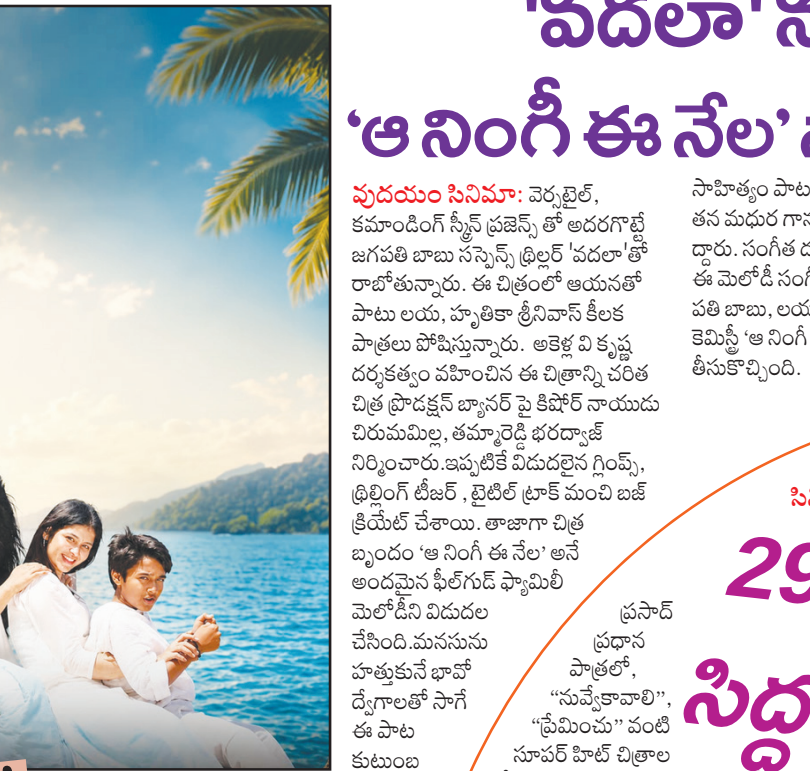 'వదలా'
'ఆ నింగీ ఈ నేల'
వుదయం సినిమా: వెర్సటైల్,
కమాండింగ్ స్క్రీన్ ప్రజెన్స్ తో అదరగొట్టే
జగపతి బాబు సస్పెన్స్ థ్రిల్లర్ 'వదలా'తో
రాబోతున్నారు. ఈ చిత్రంలో ఆయనతో
పాటు లయ, హృతికా శ్రీనివాస్ కీలక
పాత్రలు పోషిస్తున్నారు. అకెళ్ల వి కృష్ణ
దర్శకత్వం వహించిన ఈ చిత్రాన్ని చరిత
చిత్ర ప్రొడక్షన్ బ్యానర్ పై కిషోర్ నాయుడు
చిరుమమిల్ల, తమ్మారెడ్డి భరద్వాజ్
నిర్మించారు.ఇప్పటికే విడుదలైన గ్లింప్స్,
థ్రిల్లింగ్ టీజర్ , టైటిల్ ట్రాక్ మంచి బజ్
క్రియేట్ చేశాయి. తాజాగా చిత్ర
బృందం 'ఆ నింగీ ఈ నేల' అనే
అందమైన ఫీల్‌గుడ్ ఫ్యామిలీ
మెలోడీని విడుదల
చేసింది.మనసును
హత్తుకునే భావో
ద్వేగాలతో సాగే
ఈ పాట
కుటుంబ
సాహిత్యం పాట
తన మధుర
ద్దారు. సంగీత
ఈ మెలోడీ
పతి బాబు, లయ
కెమిస్ట్రీ 'ఆ నింగీ
తీసుకొచ్చింది.
29
ప్రసాద్
ప్రధాన
పాత్రలో,
"నువ్వేకావాలి",
"ప్రేమించు" వంటి
సూపర్ హిట్ చిత్రాల